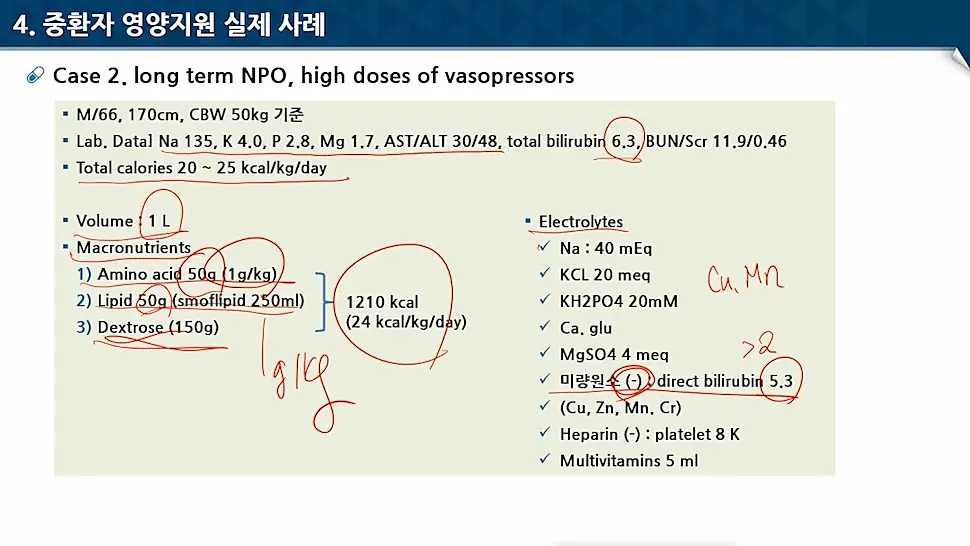 4. 중환자 영양지원 실제 사례
Case 2. long term NPO, high doses of vasopressors
▪ M/66, 170cm, CBW 50kg 기준
▪ Lab. Data] Na 135, K 4.0, P 2.8, Mg 1.7, AST/ALT 30/48, total bilirubin 6.3, BUN/Scr 11.9/0.46
▪ Total calories 20 ~ 25 kcal/kg/day
▪ Volume : 1 L
▪ Macronutrients
1) Amino acid 50g (1g/kg)
2) Lipid 50g (smoflipid 250ml)
3) Dextrose (150g)
1210 kcal
(24 kcal/kg/day)
g/kg
▪ Electrolytes
✓ Na : 40 mEq
✓ KCL 20 meq
✓ KH2PO4 20mM
✓ Ca. glu
✓ MgSO4 4 meq
✓ 미량원소 (-) : direct bilirubin 5.3
✓ (Cu, Zn, Mn. Cr)
✓ Heparin (-) : platelet 8 K
✓ Multivitamins 5 ml
Cu, Mn
>2